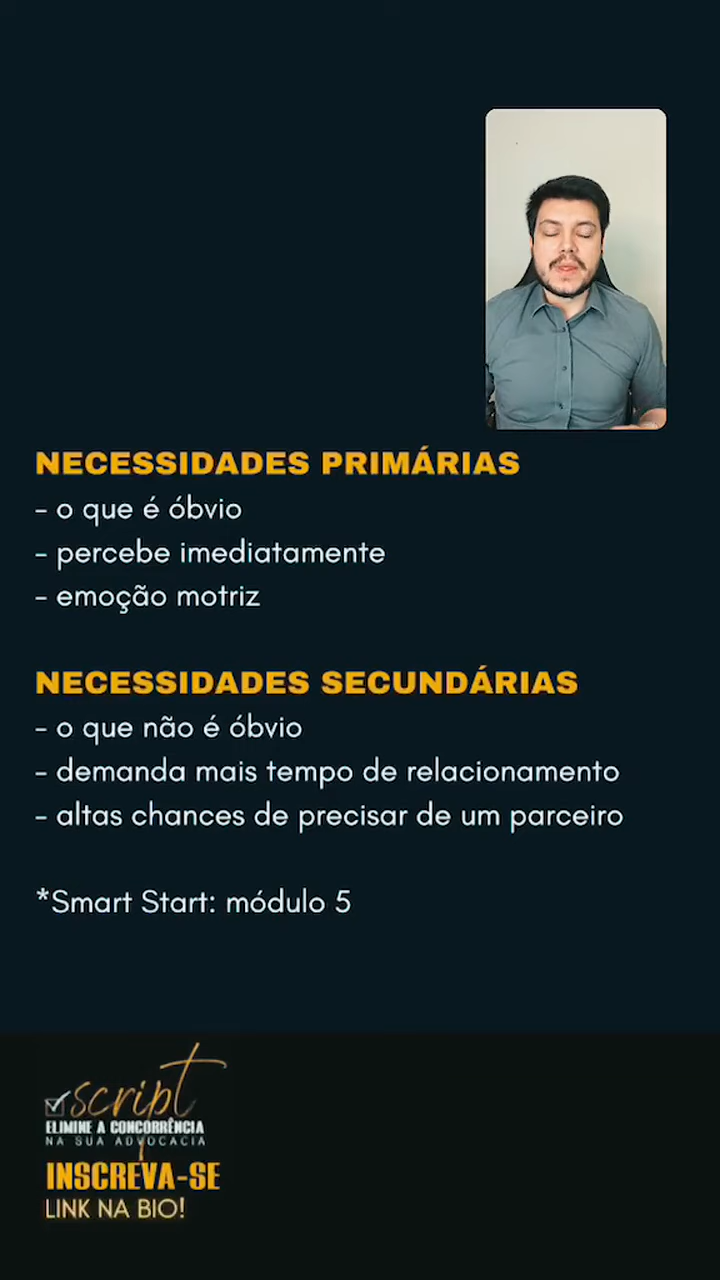 NECESSIDADES PRIMÁRIAS
- o que é óbvio
- percebe imediatamente
- emoção motriz
NECESSIDADES SECUNDÁRIAS
- o que não é óbvio
- demanda mais tempo de relacionamento
- altas chances de precisar de um parceiro
*Smart Start: módulo 5
script
ELIMINE A CONCORRÊNCIA
NA SUA ADVOCACIA
INSCREVA-SE
LINK NA BIO!